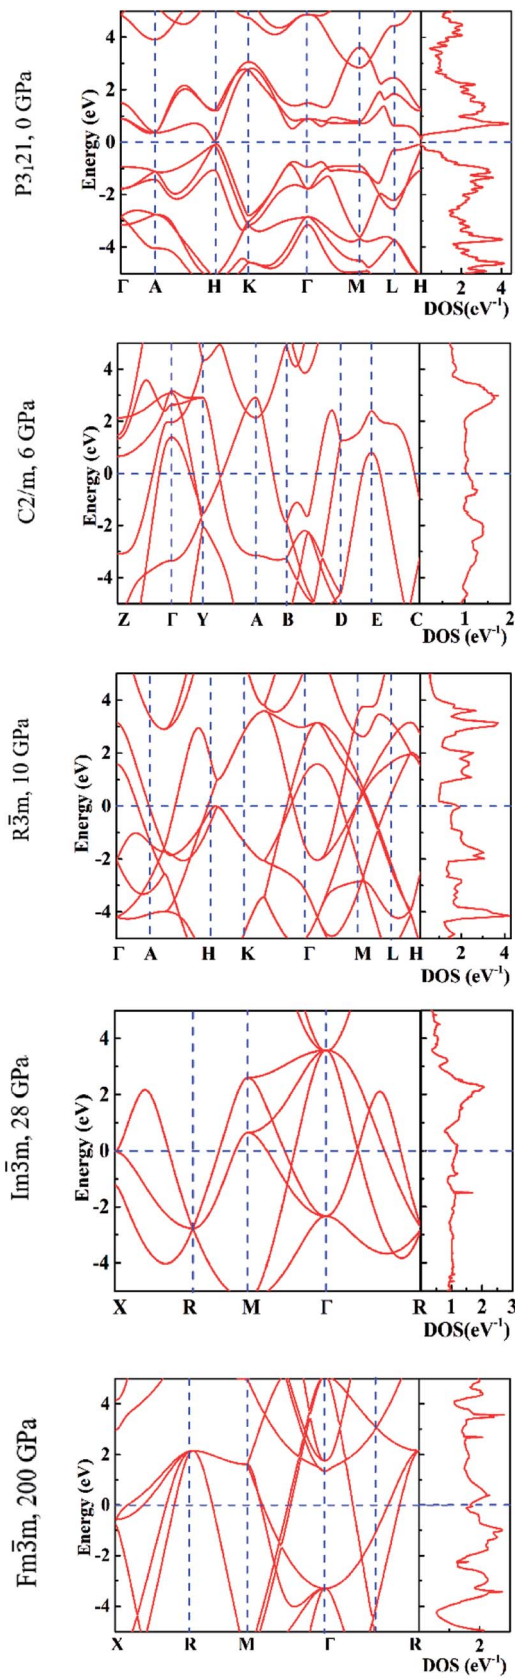 P3₁21, 0 GPa
Energy (eV)
4
2
0
-2
-4
Γ A H K Γ M L H
2 4
DOS(eV⁻¹)
C2/m, 6 GPa
Energy (eV)
4
2
0
-2
-4
Z Γ Y A B D E C
1 2
DOS (eV⁻¹)
R3̄m, 10 GPa
Energy (eV)
4
2
0
-2
-4
Γ A H K Γ M L H
2 4
DOS (eV⁻¹)
Im3̄m, 28 GPa
Energy (eV)
4
2
0
-2
-4
X R M Γ R
1 2 3
DOS(eV⁻¹)
Fm3̄m, 200 GPa
Energy (eV)
4
2
0
-2
-4
X R M Γ R
2
DOS (eV⁻¹)